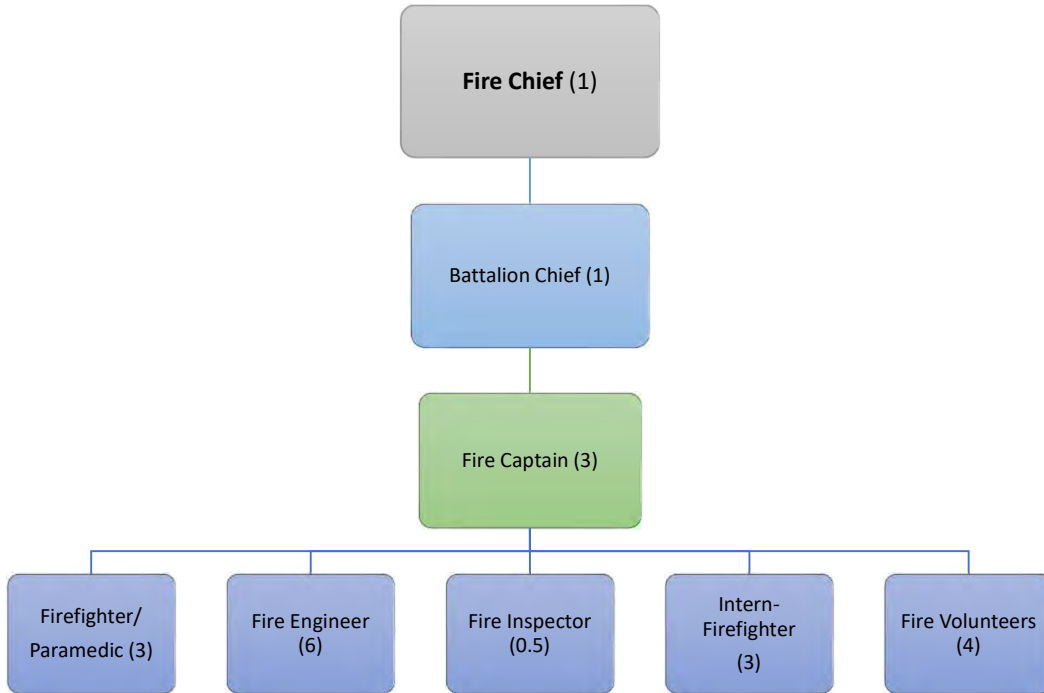 Fire Chief (1)
Battalion Chief (1)
Fire Captain (3)
Firefighter/
Paramedic (3)
Fire Engineer
(6)
Fire Inspector
(0.5)
Intern-
Firefighter
(3)
Fire Volunteers
(4)